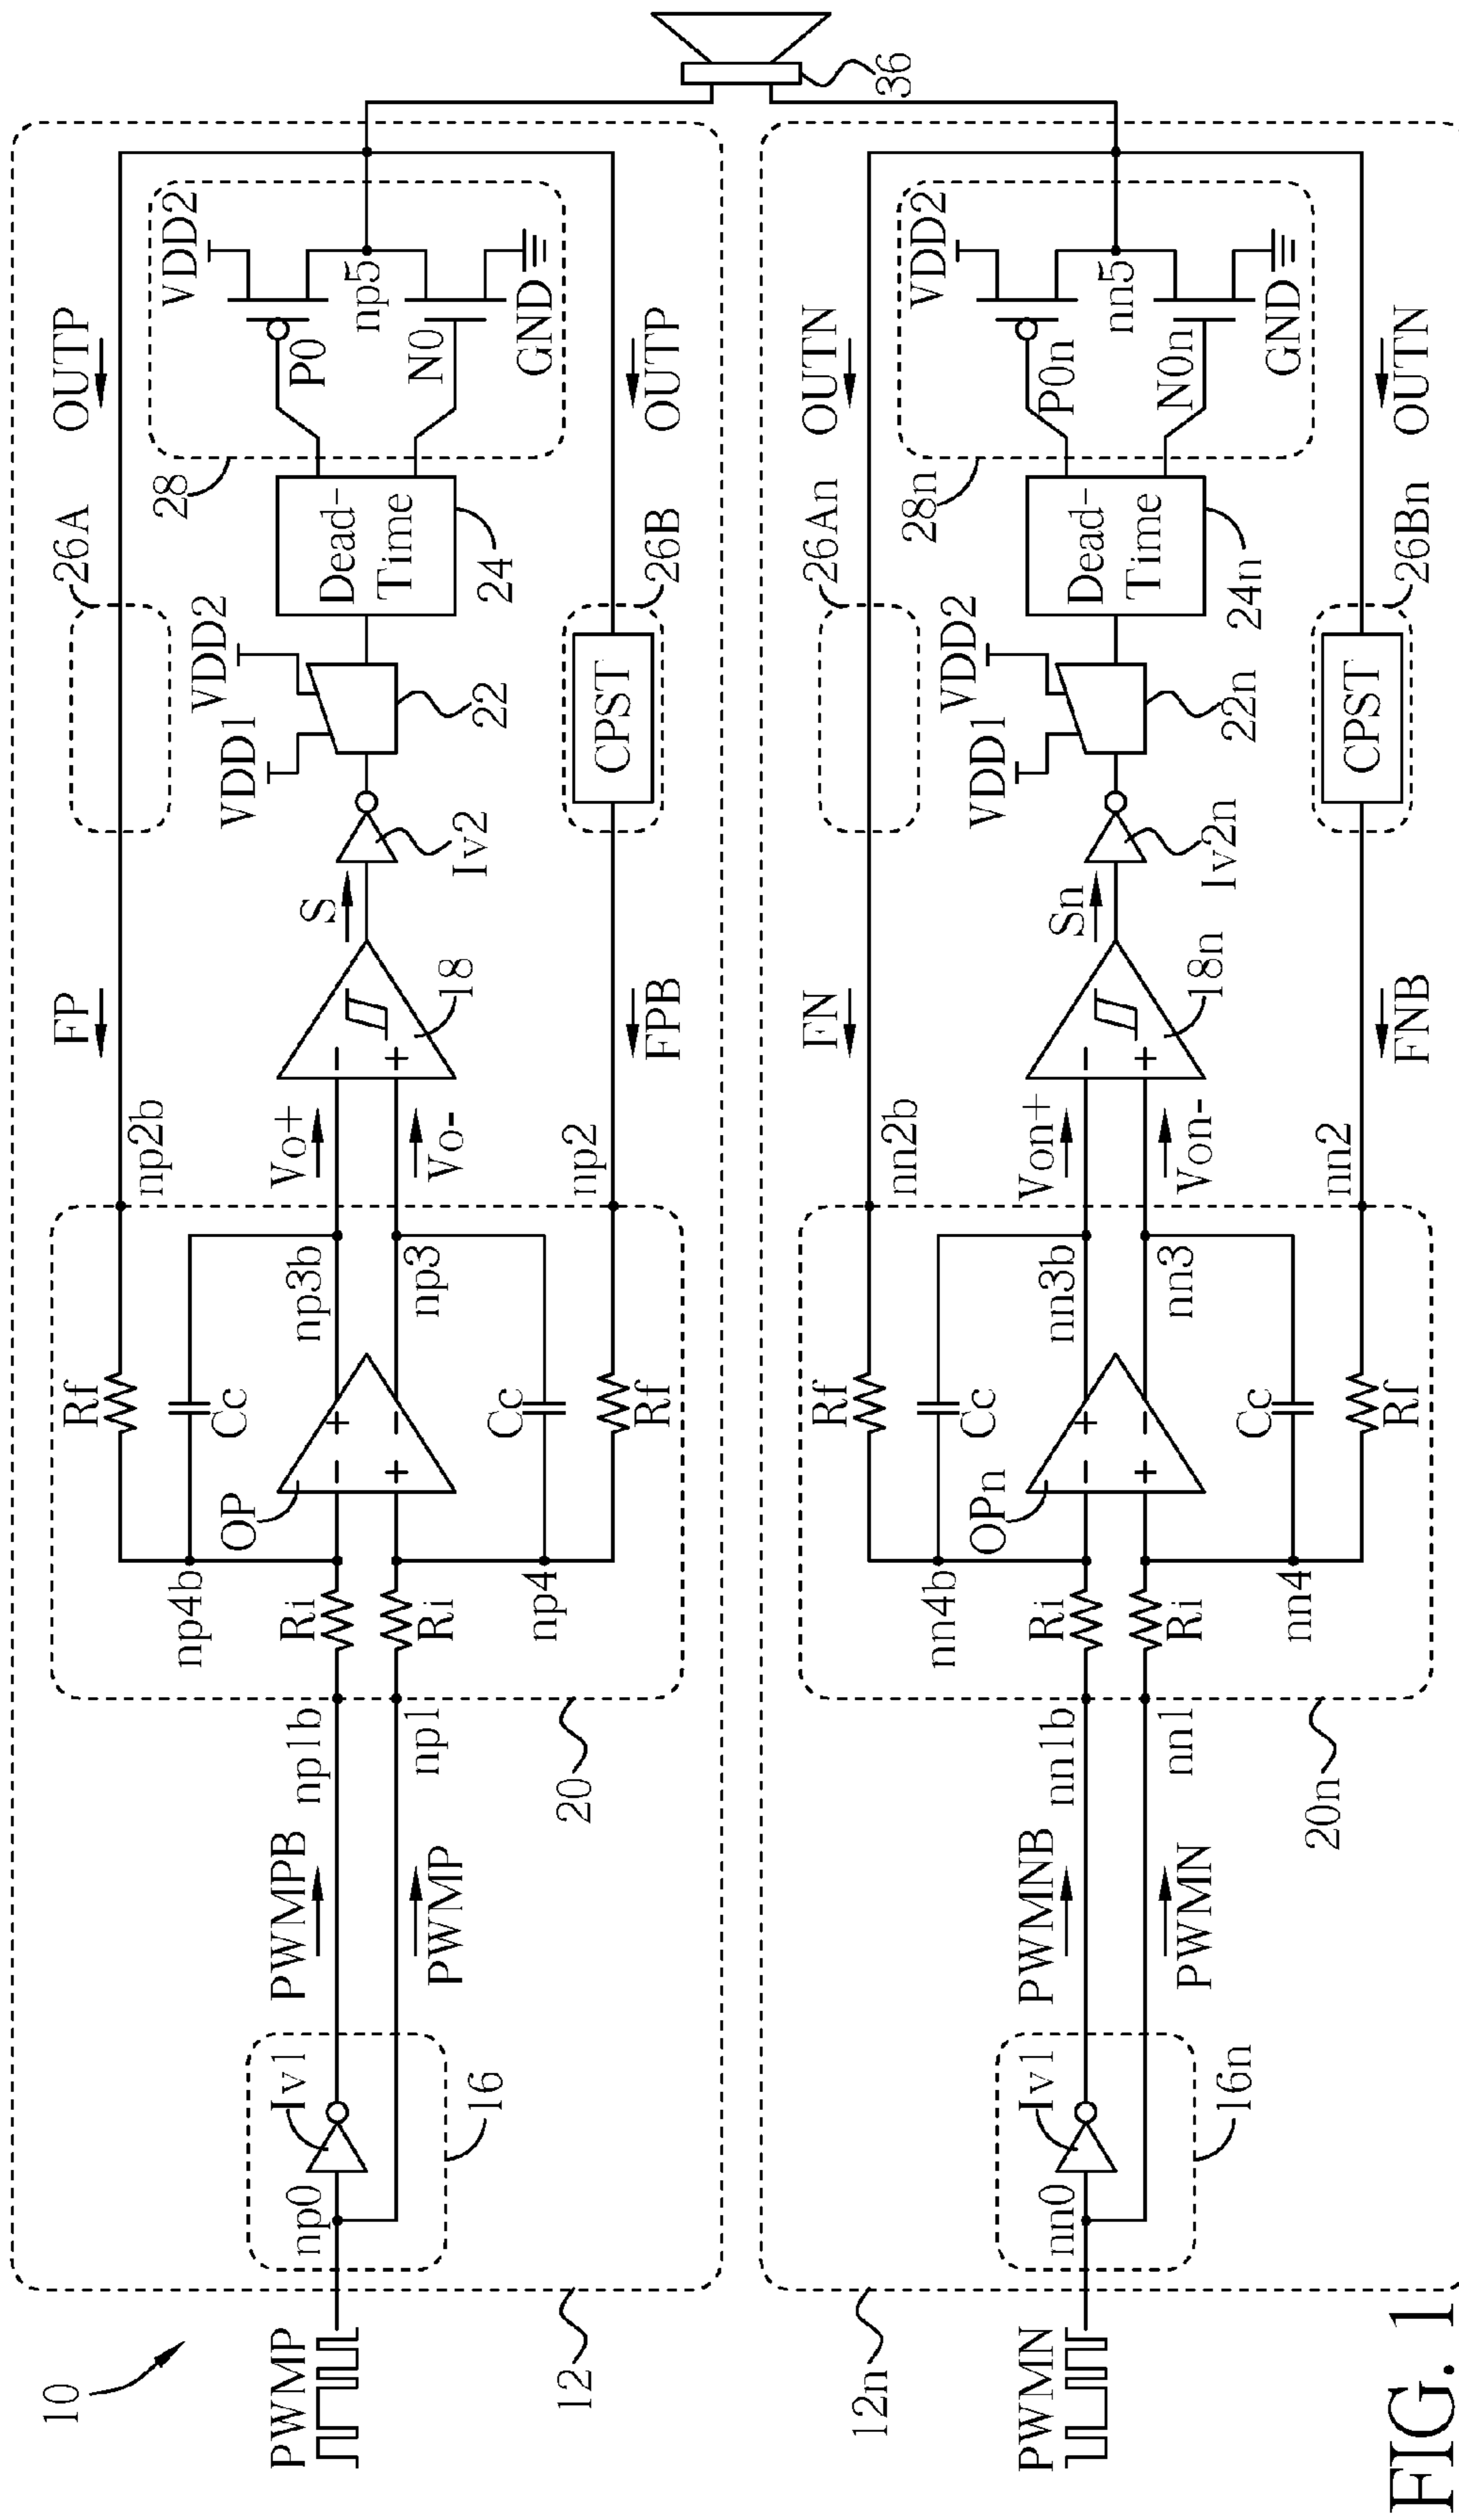 10
PWMP
12
np0
Iv1
16
PWMPB
PWMP
np1b
np1
20
Ri
Ri
np4b
np4
OP
Rf
Cc
Cc
Rf
np3b
np3
np2b
np2
Vo+
Vo-
FP
FPB
18
S
Iv2
VDD1
VDD2
22
CPST
26A
26B
Dead-
Time
24
28
OUTP
OUTP
P0
N0
VDD2
np5
GND
36
PWMN
12n
nn0
Iv1
16n
PWMNB
PWMN
nn1b
nn1
20n
Ri
Ri
nn4b
nn4
OPn
Rf
Cc
Cc
Rf
nn3b
nn3
nn2b
nn2
Von+
Von-
FN
FNB
18n
Sn
Iv2n
VDD1
VDD2
22n
CPST
26An
26Bn
Dead-
Time
24n
28n
OUTN
OUTN
P0n
N0n
VDD2
nn5
GND
FIG. 1